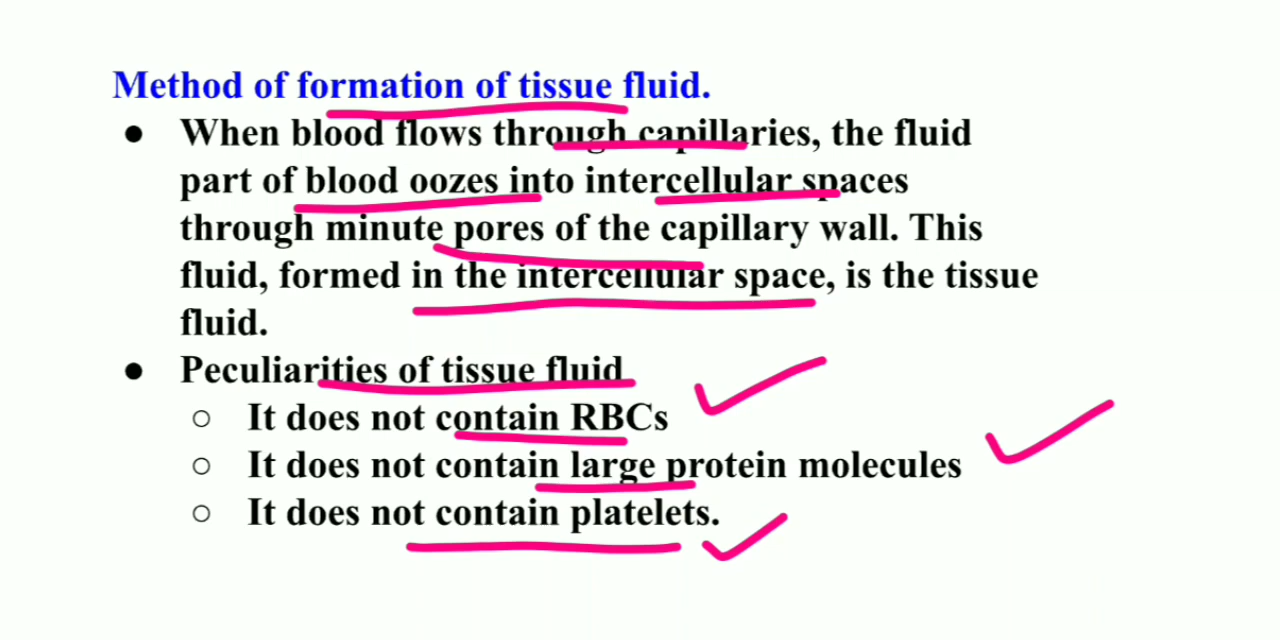 Method of formation of tissue fluid.
● When blood flows through capillaries, the fluid
part of blood oozes into intercellular spaces
through minute pores of the capillary wall. This
fluid, formed in the intercellular space, is the tissue
fluid.
● Peculiarities of tissue fluid
○ It does not contain RBCs
○ It does not contain large protein molecules
○ It does not contain platelets.